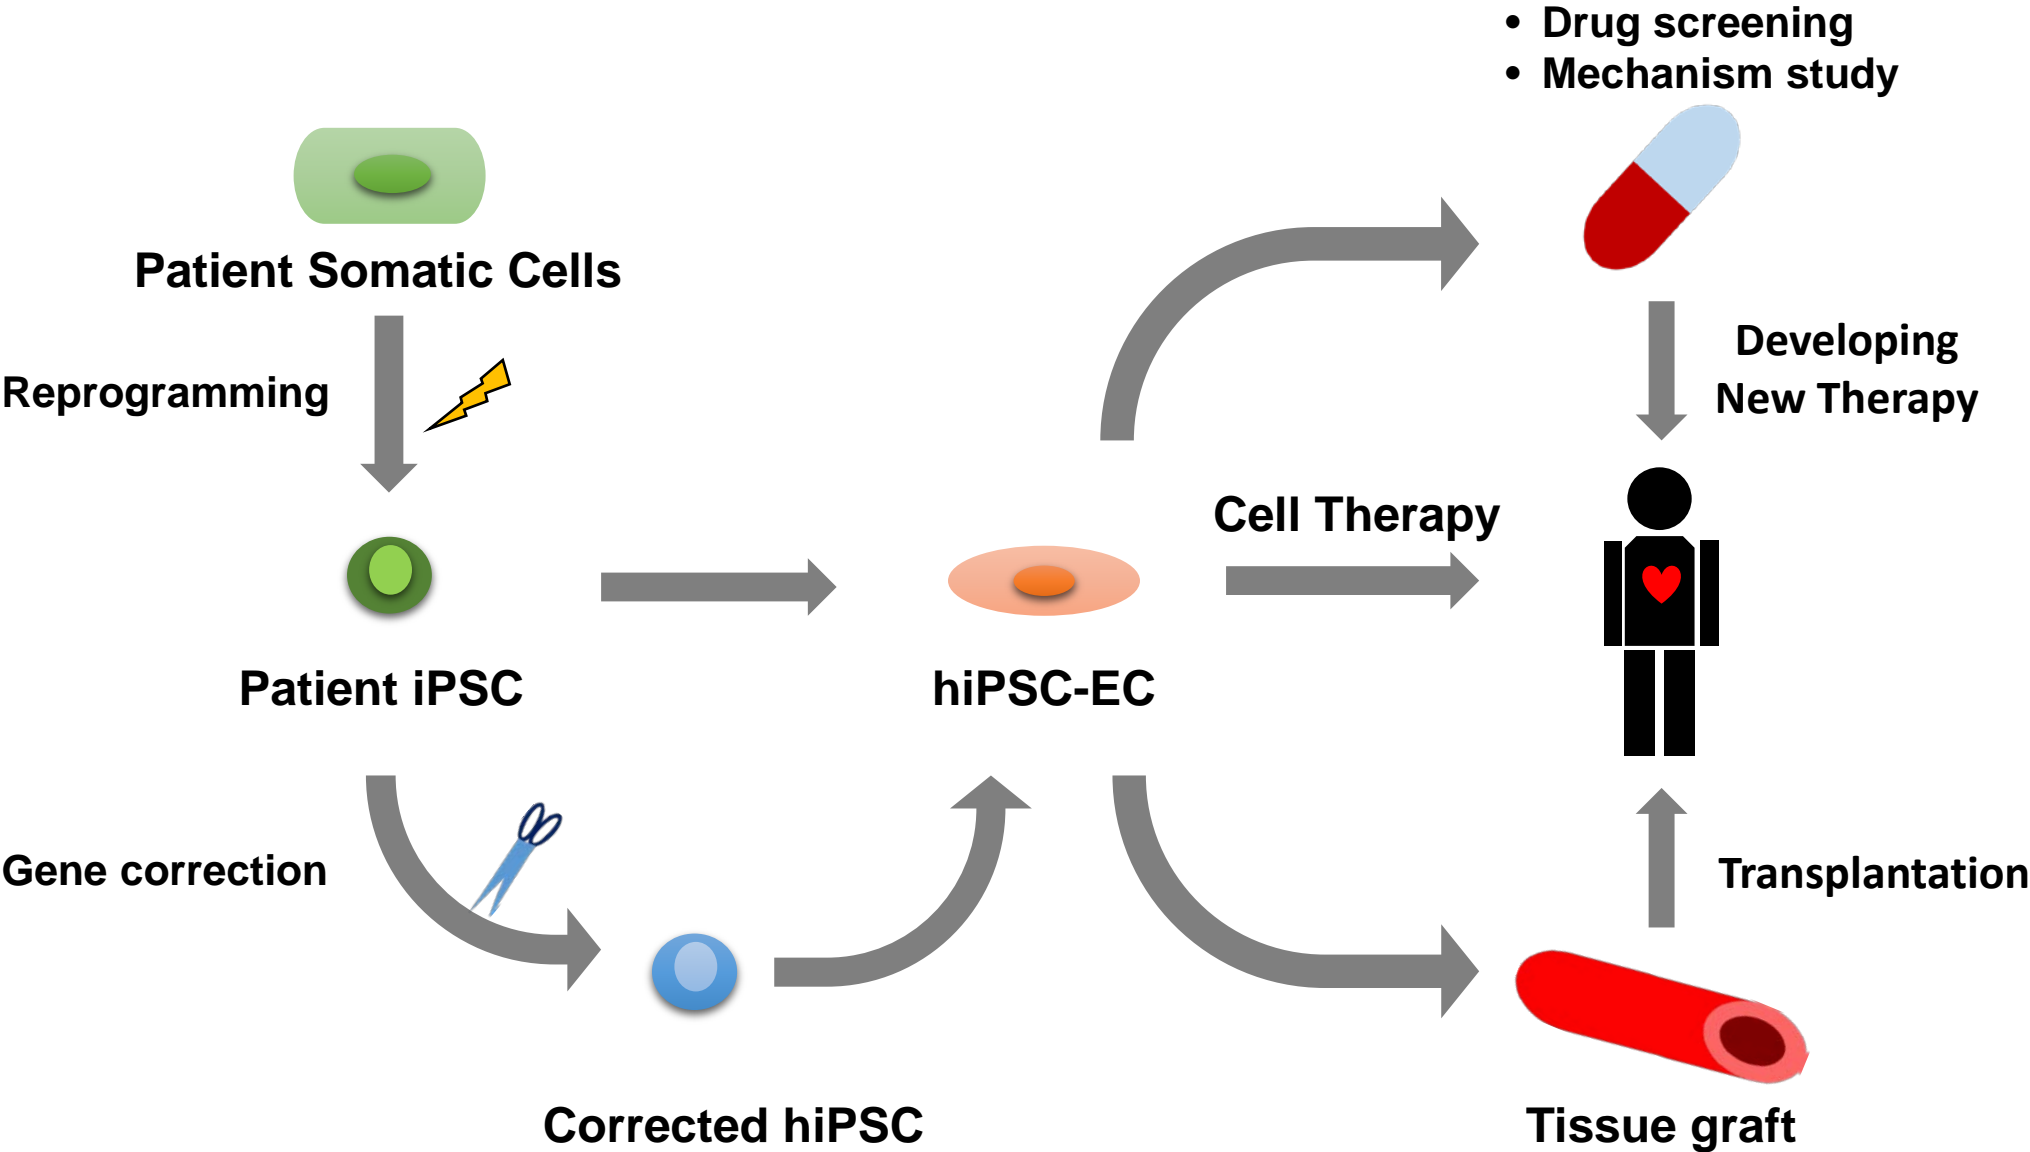 • Drug screening
• Mechanism study
Patient Somatic Cells
Reprogramming
Developing
New Therapy
Cell Therapy
Patient iPSC
hiPSC-EC
Gene correction
Transplantation
Corrected hiPSC
Tissue graft